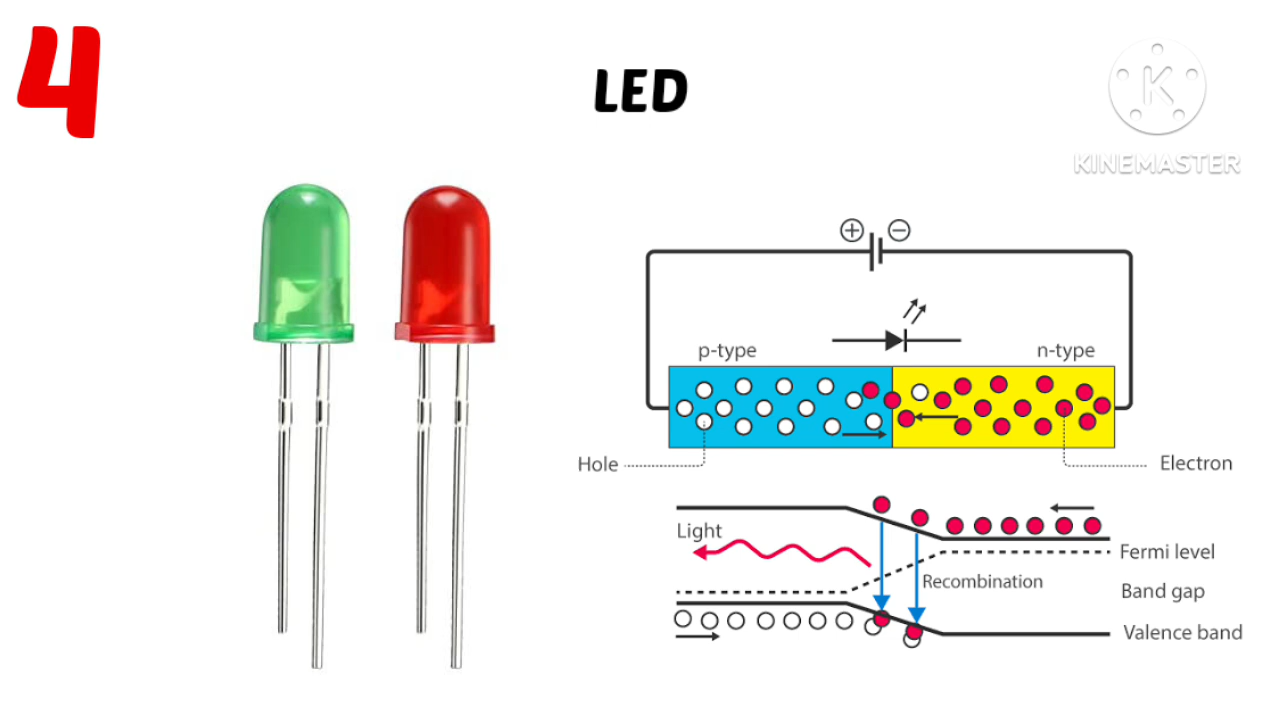 4
LED
K
KINEMASTER
+ −
p-type
n-type
Hole
Electron
Light
Fermi level
Recombination
Band gap
Valence band